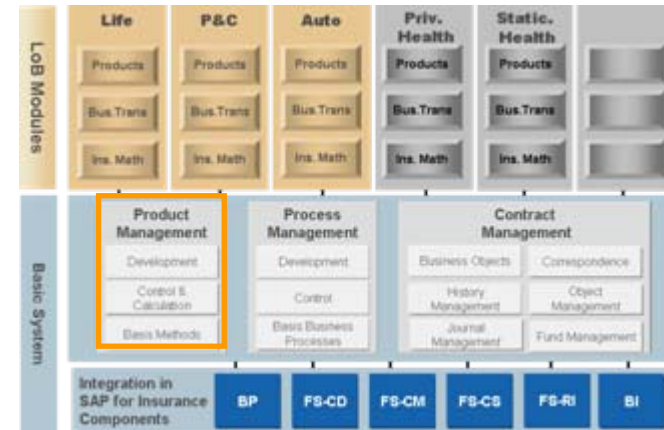 Life
P&C
Auto
Priv.
Health
Static.
Health
Products
Products
Products
Products
Products
Bus.Trans
Bus.Trans
Bus.Trans
Bus.Trans
Bus.Trans
Ins. Math
Ins. Math
Ins. Math
Ins. Math
Ins. Math
LoB Modules
Basic System
Product
Management
Development
Control &
Calculation
Basis Methods
Process
Management
Development
Control
Basis Business
Processes
Contract
Management
Business Objects
Correspondence
History
Management
Object
Management
Journal
Management
Fund Management
Integration in
SAP for Insurance
Components
BP
FS-CD
FS-CM
FS-CS
FS-RI
BI